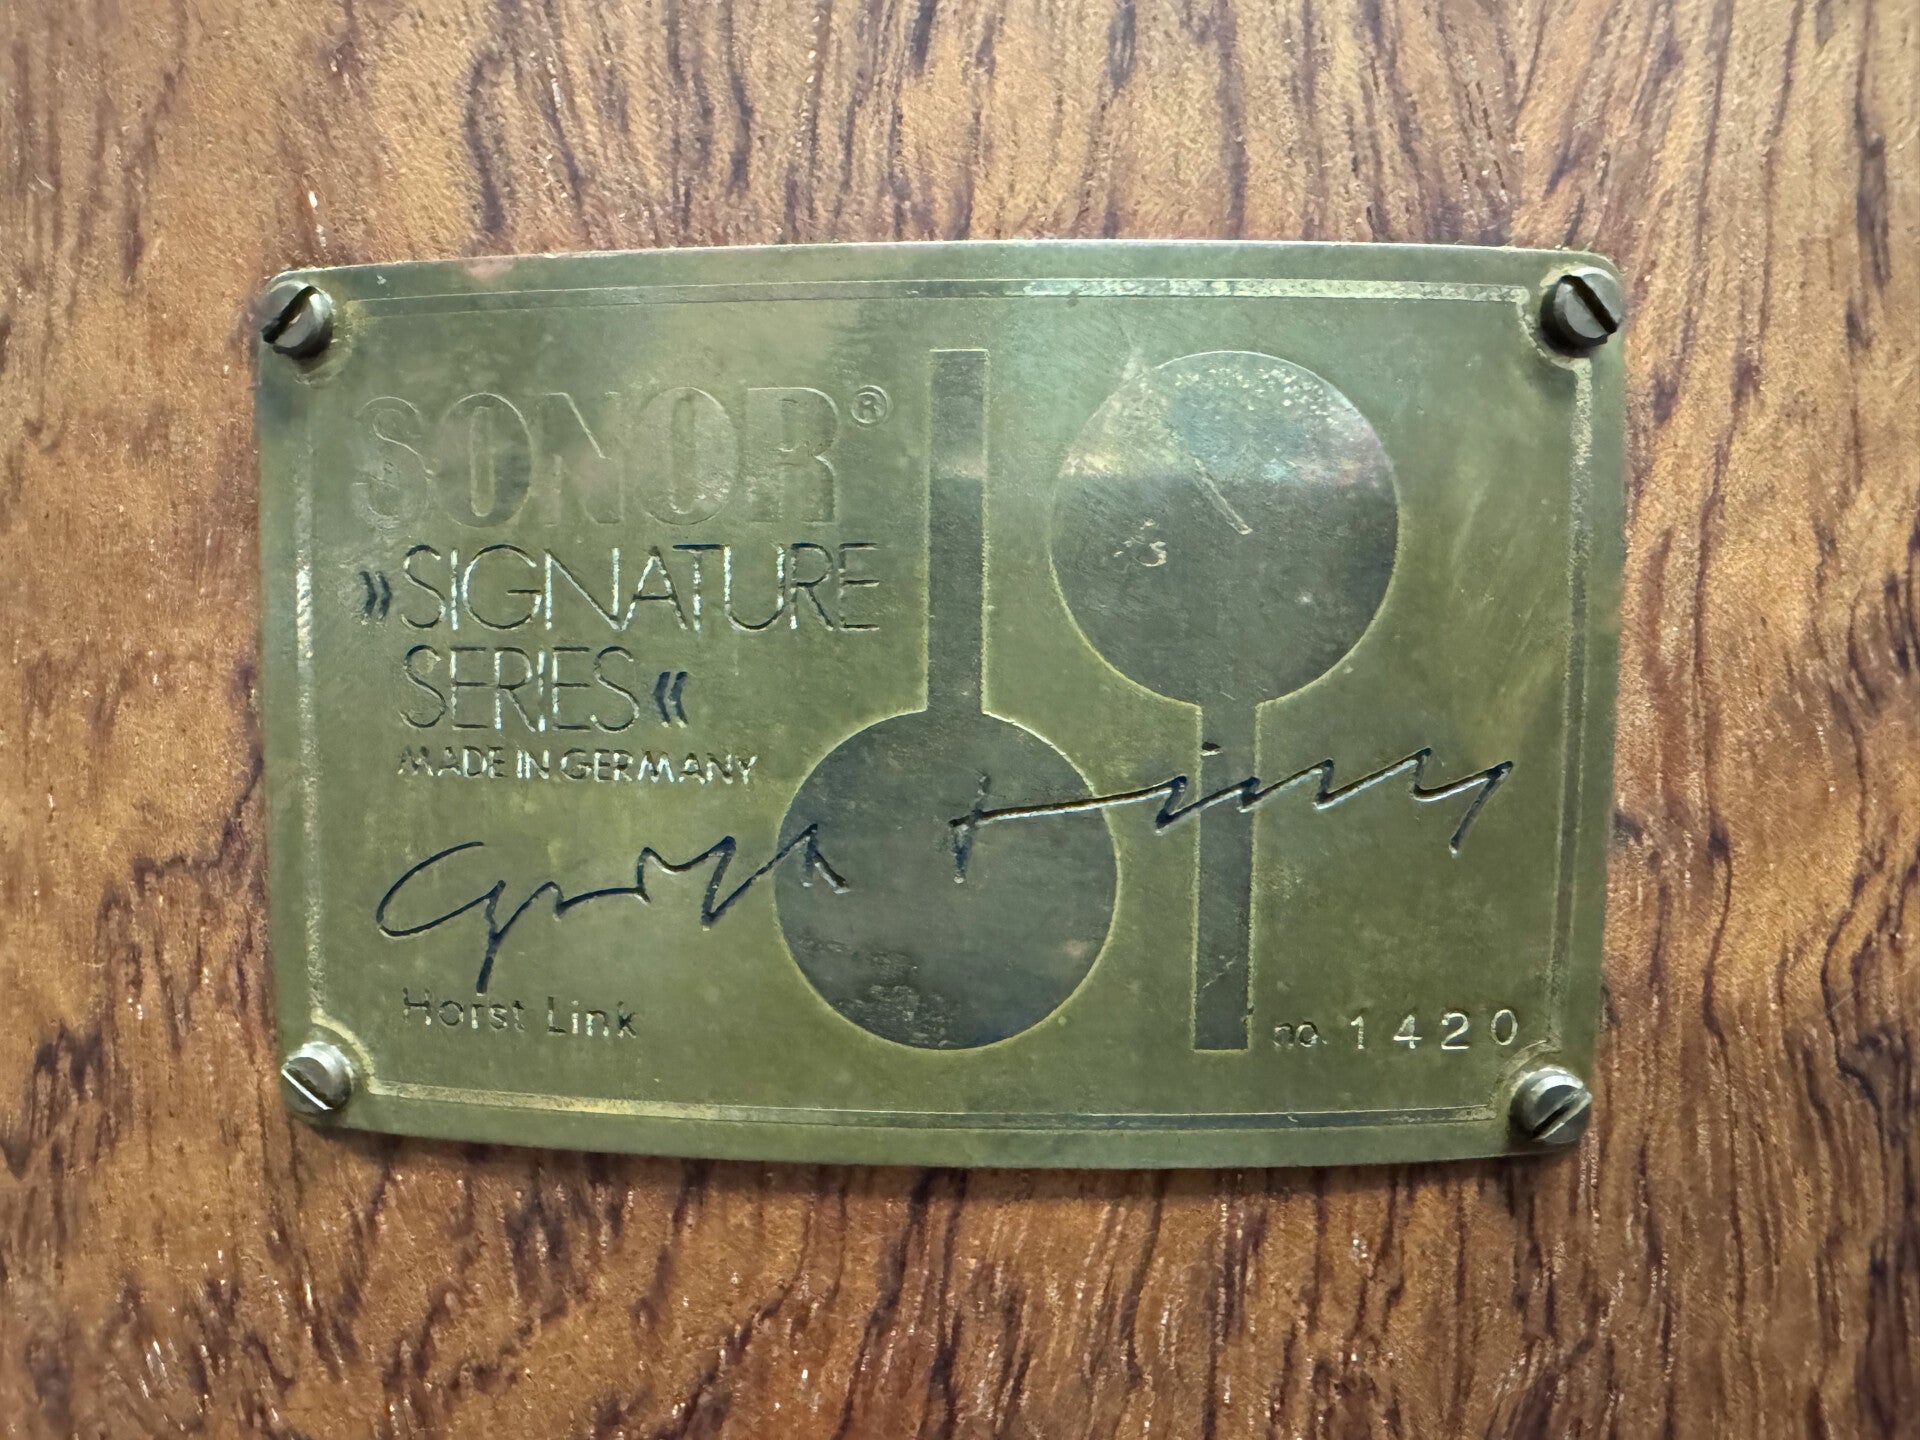 SONOR®
»SIGNATURE
SERIES«
MADE IN GERMANY
Horst Link
no. 1420